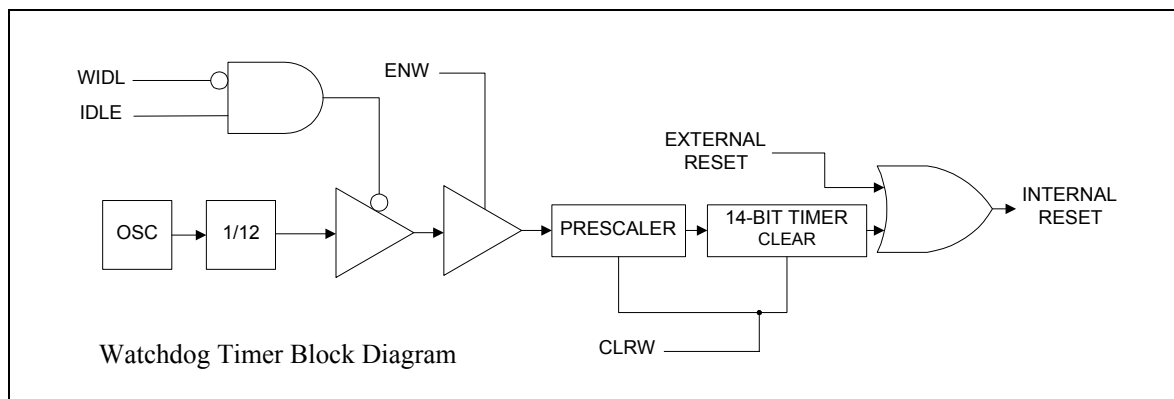 WIDL
IDLE
ENW
EXTERNAL
RESET
INTERNAL
RESET
OSC
1/12
PRESCALER
14-BIT TIMER
CLEAR
CLRW
Watchdog Timer Block Diagram